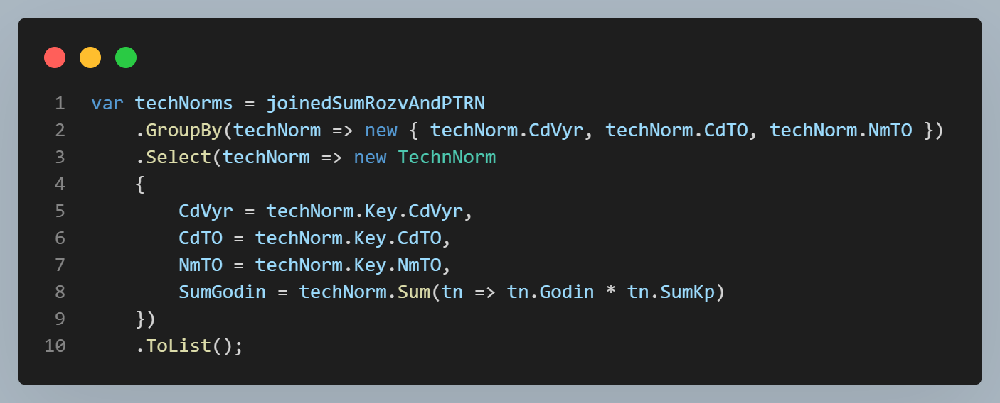 1 var techNorms = joinedSumRozvAndPTRN
2 .GroupBy(techNorm => new { techNorm.CdVyr, techNorm.CdTO, techNorm.NmTO })
3 .Select(techNorm => new TechnNorm
4 {
5 CdVyr = techNorm.Key.CdVyr,
6 CdTO = techNorm.Key.CdTO,
7 NmTO = techNorm.Key.NmTO,
8 SumGodin = techNorm.Sum(tn => tn.Godin * tn.SumKp)
9 })
10 .ToList();